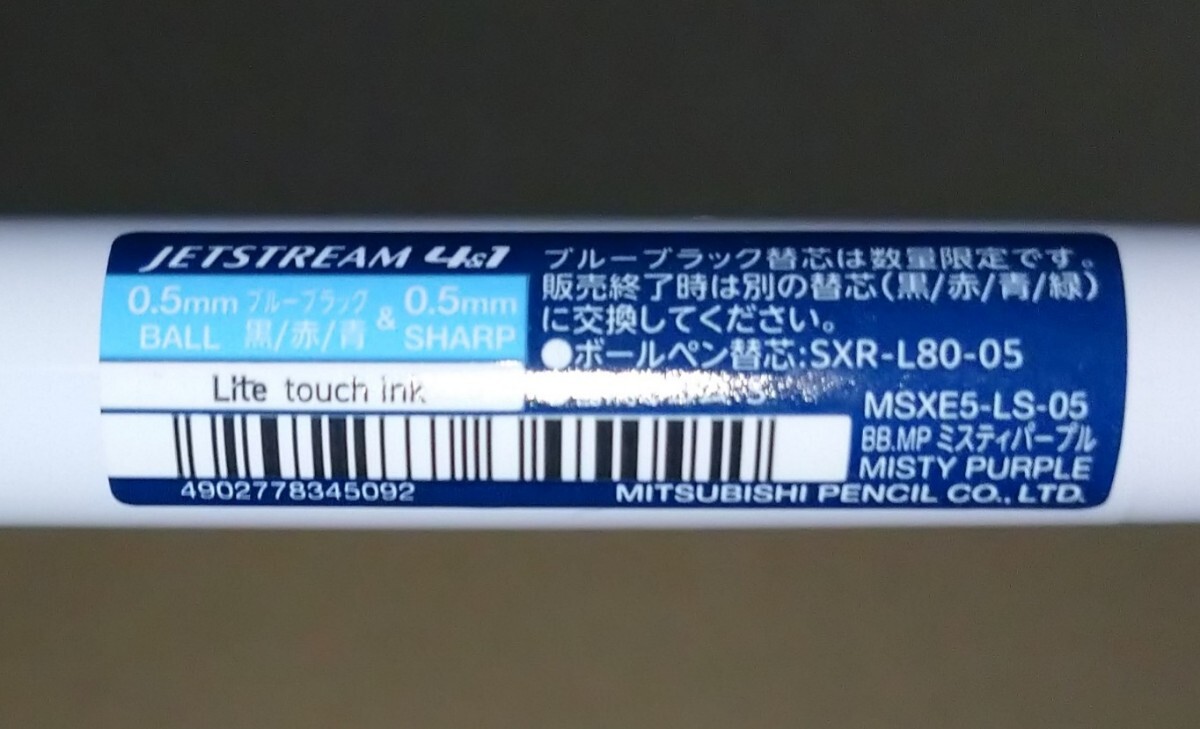 JETSTREAM 4&1
0.5mm ブルーブラック & 0.5mm
BALL 黒/赤/青 SHARP
Lite touch ink
4902778345092
ブルーブラック替芯は数量限定です。
販売終了時は別の替芯(黒/赤/青/緑)
に交換してください。
●ボールペン替芯:SXR-L80-05
MSXE5-LS-05
BB.MP ミスティパープル
MISTY PURPLE
MITSUBISHI PENCIL CO., LTD.